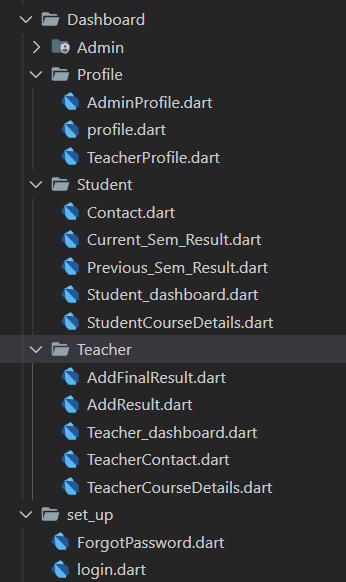 Dashboard
Admin
Profile
AdminProfile.dart
profile.dart
TeacherProfile.dart
Student
Contact.dart
Current_Sem_Result.dart
Previous_Sem_Result.dart
Student_dashboard.dart
StudentCourseDetails.dart
Teacher
AddFinalResult.dart
AddResult.dart
Teacher_dashboard.dart
TeacherContact.dart
TeacherCourseDetails.dart
set_up
ForgotPassword.dart
login.dart